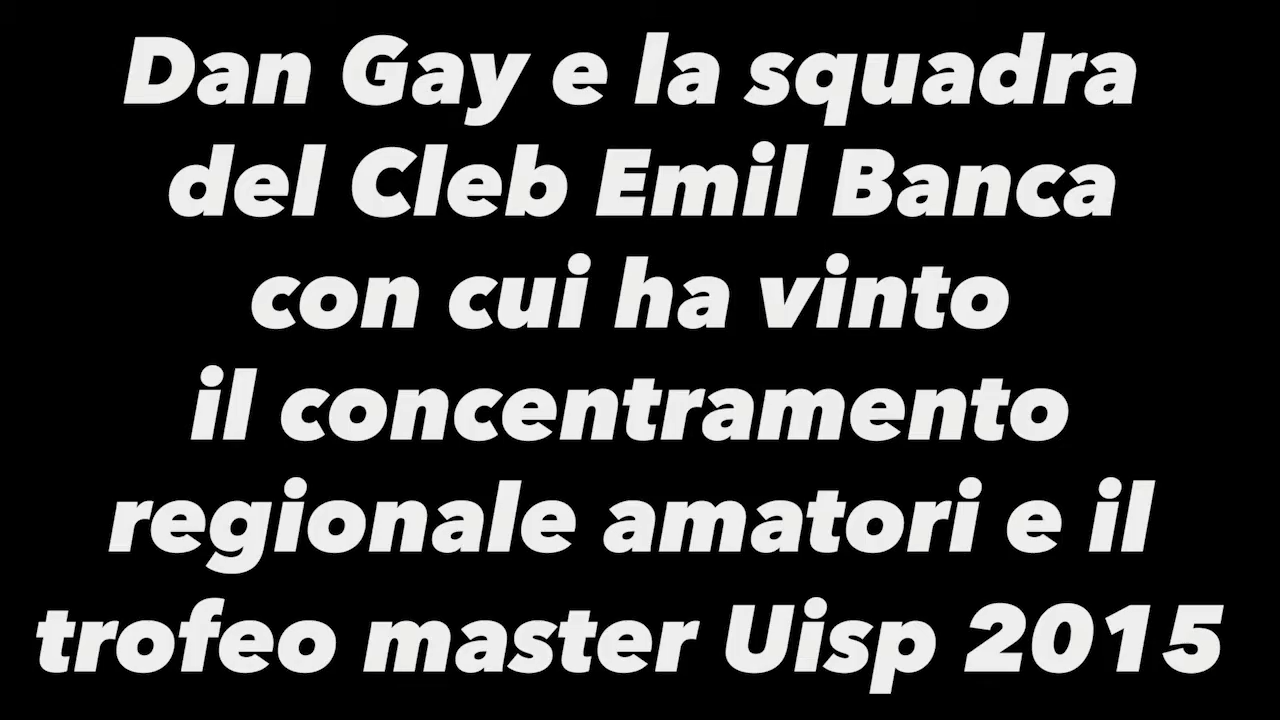 Dan Gay e la squadra
del Cleb Emil Banca
con cui ha vinto
il concentramento
regionale amatori e il
trofeo master Uisp 2015